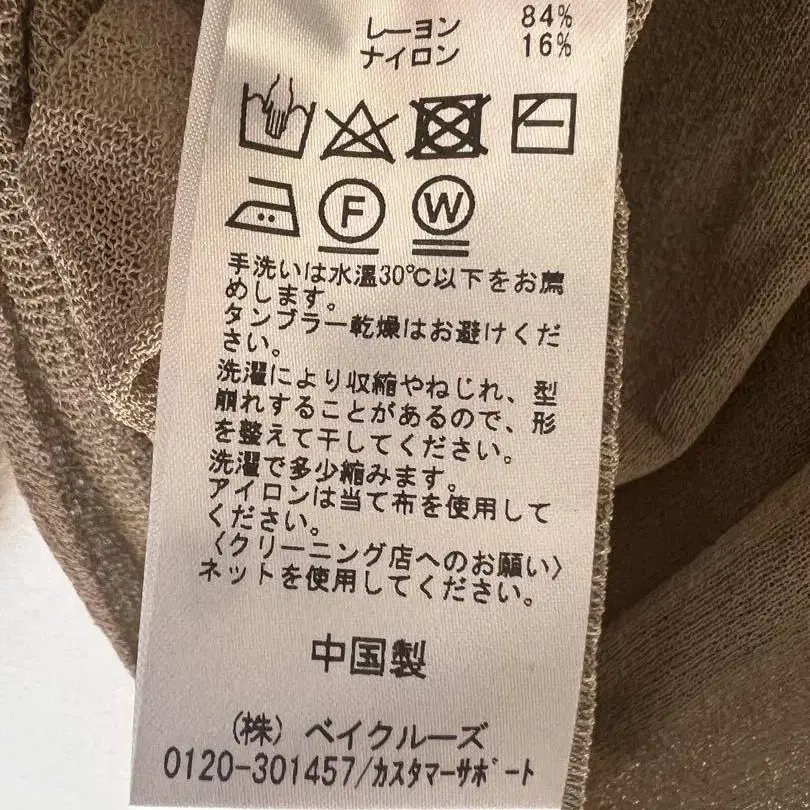 レーヨン 84%
ナイロン 16%
F W
手洗いは水温30℃以下をお薦
めします。
タンブラー乾燥はお避けくだ
さい。
洗濯により収縮やねじれ、型
崩れすることがあるので、形
を整えて干してください。
洗濯で多少縮みます。
アイロンは当て布を使用して
ください。
〈クリーニング店へのお願い〉
ネットを使用してください。
中国製
(株) ベイクルーズ
0120-301457/カスタマーサポート